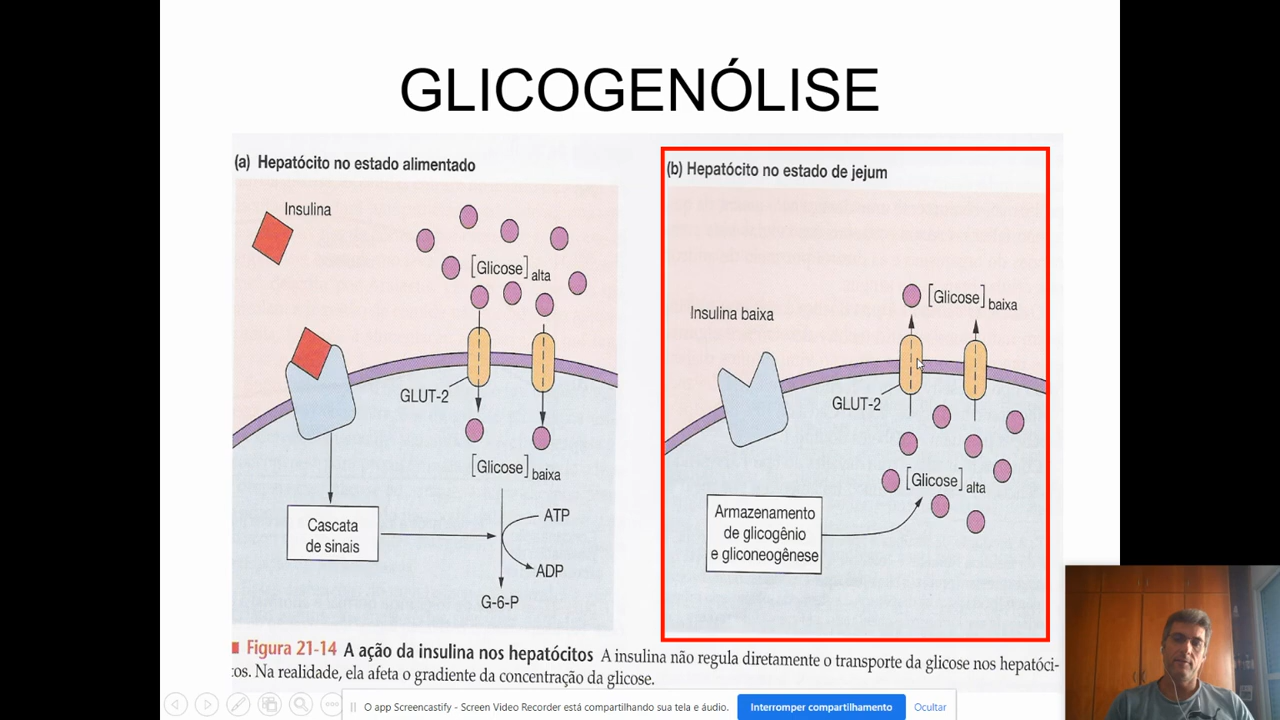 GLICOGENÓLISE
(a) Hepatócito no estado alimentado
Insulina
[Glicose] alta
GLUT-2
[Glicose] baixa
Cascata
de sinais
ATP
ADP
G-6-P
(b) Hepatócito no estado de jejum
[Glicose] baixa
Insulina baixa
GLUT-2
[Glicose] alta
Armazenamento
de glicogênio
e gliconeogênese
Figura 21-14 A ação da insulina nos hepatócitos A insulina não regula diretamente o transporte da glicose nos hepatóci-
tos. Na realidade, ela afeta o gradiente da concentração da glicose.
O app Screencastify - Screen Video Recorder está compartilhando sua tela e áudio.
Interromper compartilhamento
Ocultar